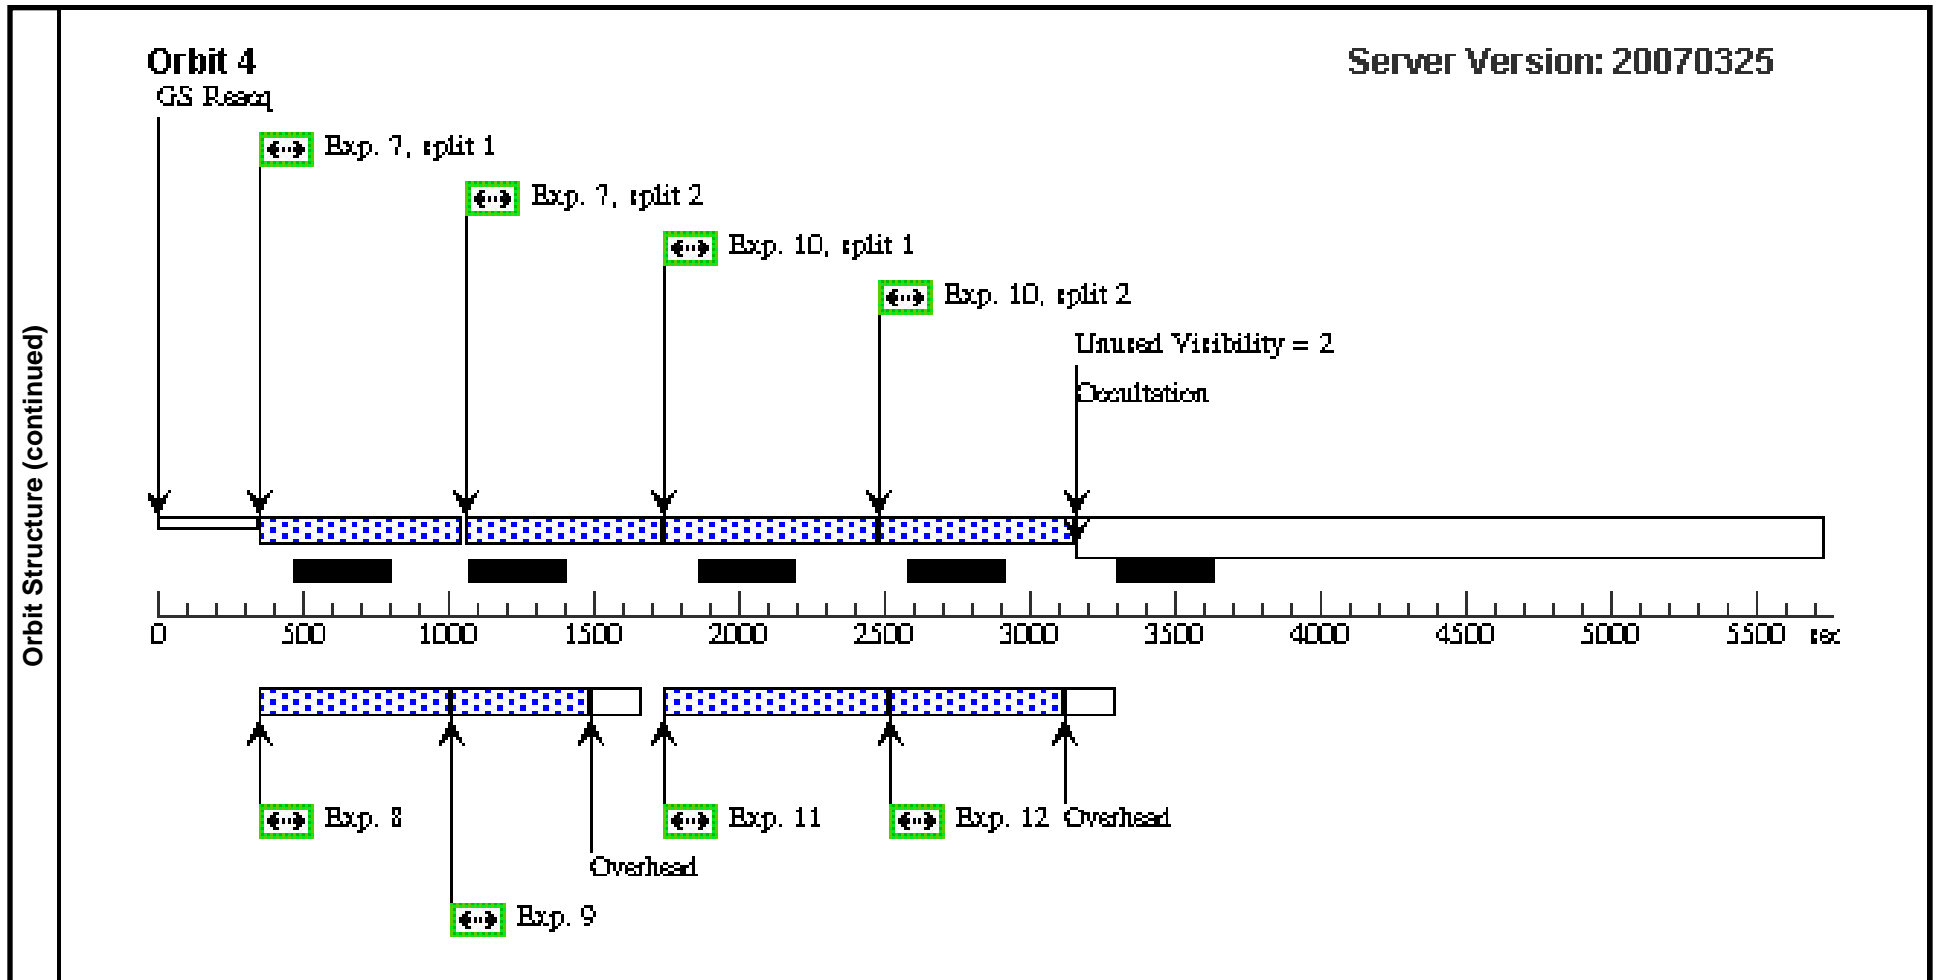 Orbit Structure (continued)
Orbit 4
Server Version: 20070325
GS Reacq
Exp. 7, split 1
Exp. 7, split 2
Exp. 10, split 1
Exp. 10, split 2
Unused Visibility = 2
Occultation
0 500 1000 1500 2000 2500 3000 3500 4000 4500 5000 5500 sec
Exp. 8
Exp. 11
Exp. 12
Overhead
Overhead
Exp. 9